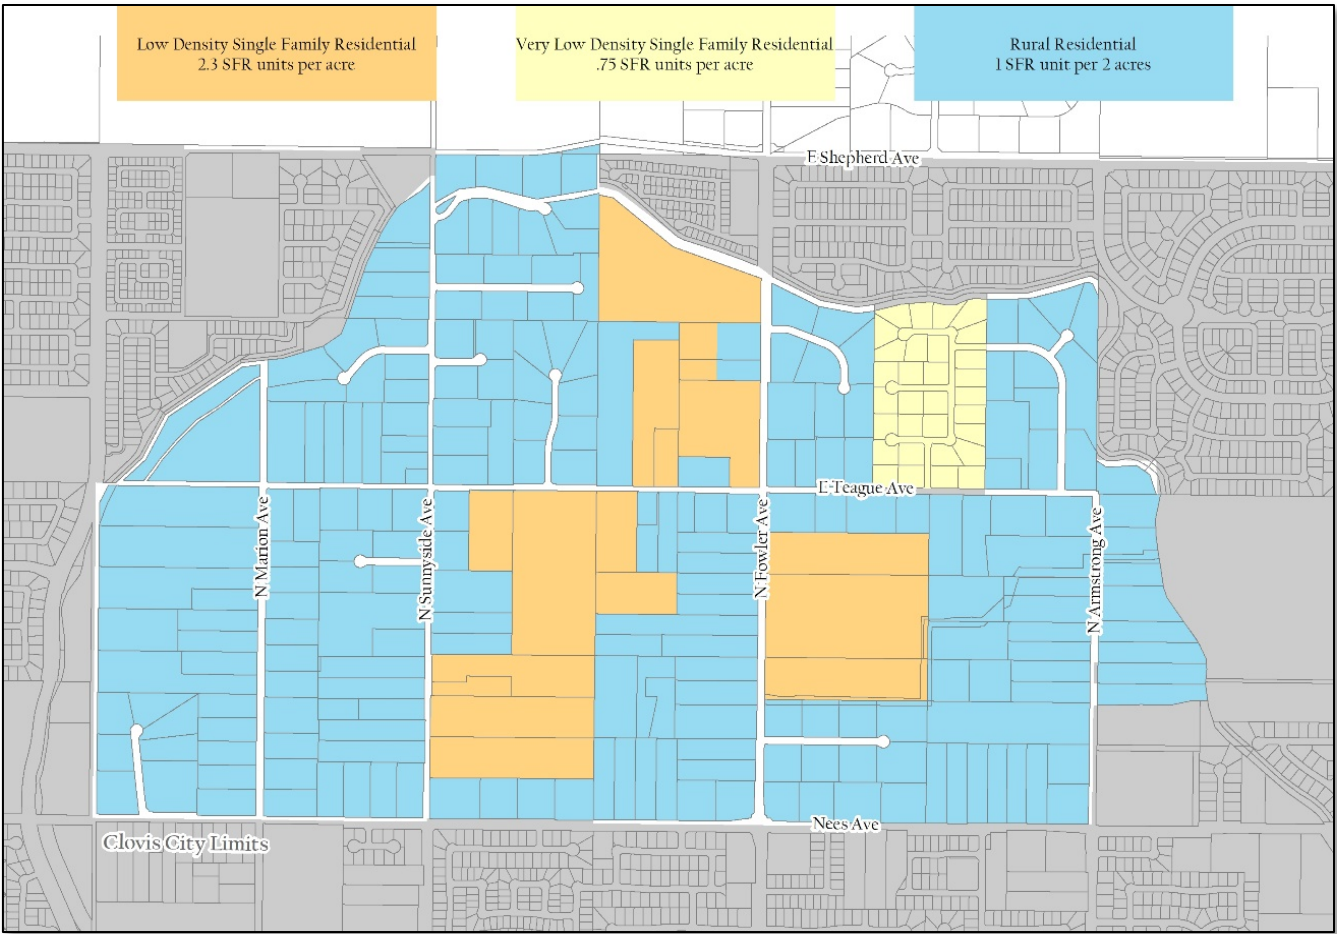 Low Density Single Family Residential
2.3 SFR units per acre
Very Low Density Single Family Residential
.75 SFR units per acre
Rural Residential
1 SFR unit per 2 acres
E Shepherd Ave
E Teague Ave
N Marion Ave
N Sunnyside Ave
N Fowler Ave
N Armstrong Ave
Nees Ave
Clovis City Limits